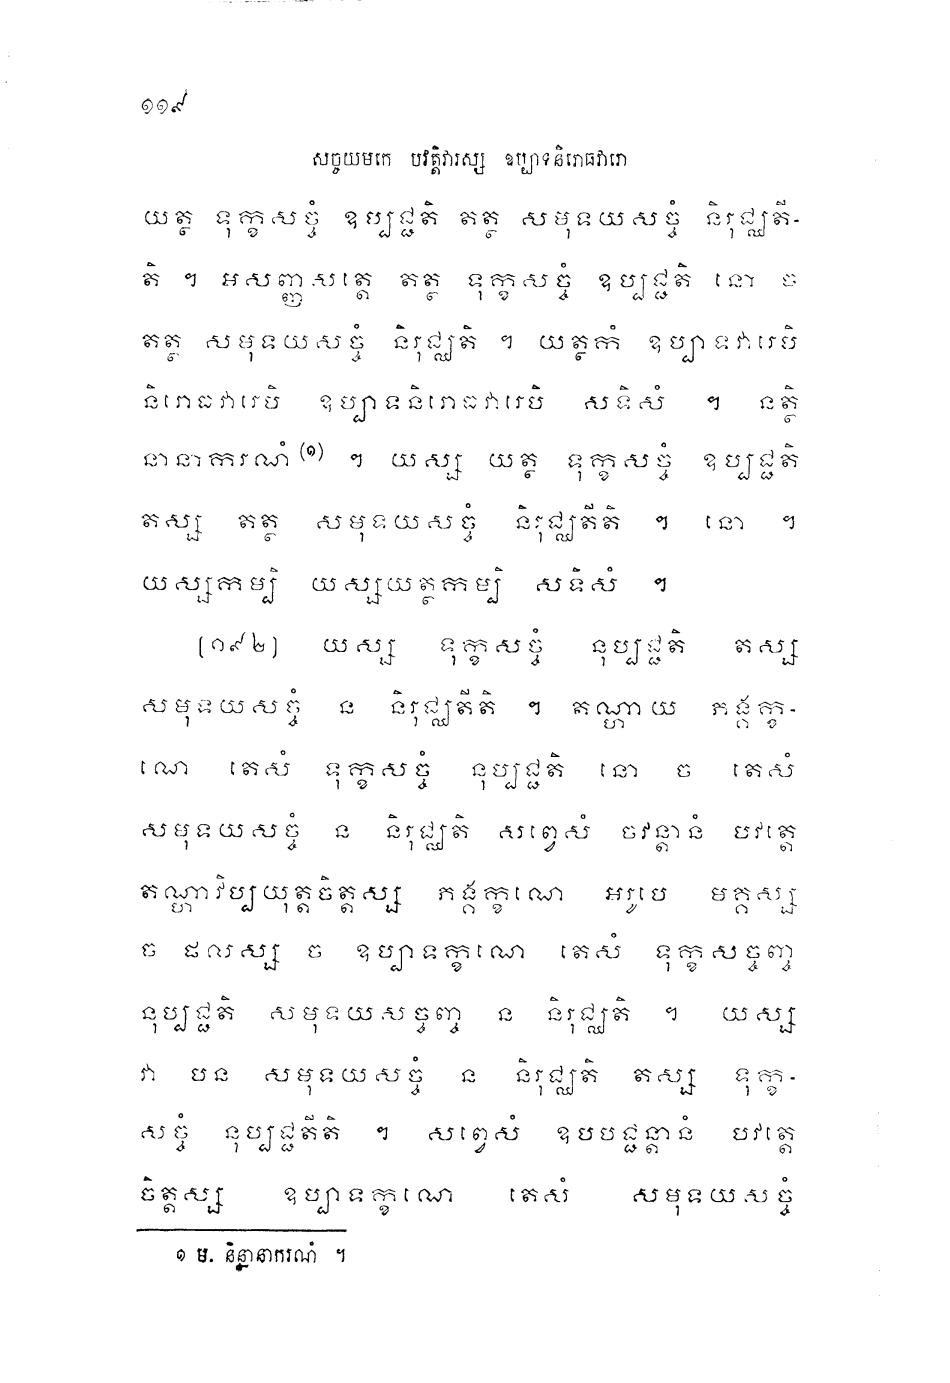 ១១៩
សច្ចយមកេ បវត្តិវារស្ស ឧប្បាទនិរោធវារោ
យត្ថ ទុក្ខសច្ចំ ឧប្បជ្ជតិ តត្ថ សមុទយសច្ចំ និរុជ្ឈតី-
តិ ។ អសញ្ញសត្តេ តត្ថ ទុក្ខសច្ចំ ឧប្បជ្ជតិ នោ ច
តត្ថ សមុទយសច្ចំ និរុជ្ឈតិ ។ យត្ថកំ ឧប្បាទវារេបិ
និរោធវារេបិ ឧប្បាទនិរោធវារេបិ សទិសំ ។ នត្ថិ
នានាករណំ (១) ។ យស្ស យត្ថ ទុក្ខសច្ចំ ឧប្បជ្ជតិ
តស្ស តត្ថ សមុទយសច្ចំ និរុជ្ឈតីតិ ។ នោ ។
យស្សកម្បិ យស្សយត្ថកម្បិ សទិសំ ។
[១៩២] យស្ស ទុក្ខសច្ចំ នុប្បជ្ជតិ តស្ស
សមុទយសច្ចំ ន និរុជ្ឈតីតិ ។ តណ្ហាយ ភង្គក្ខ-
ណេ តេសំ ទុក្ខសច្ចំ នុប្បជ្ជតិ នោ ច តេសំ
សមុទយសច្ចំ ន និរុជ្ឈតិ សព្វេសំ ចវន្តានំ បវត្តេ
តណ្ហាវិប្បយុត្តចិត្តស្ស ភង្គក្ខណេ អរូបេ មគ្គស្ស
ច ផលស្ស ច ឧប្បាទក្ខណេ តេសំ ទុក្ខសច្ចញ្ច
នុប្បជ្ជតិ សមុទយសច្ចញ្ច ន និរុជ្ឈតិ ។ យស្ស
វា បន សមុទយសច្ចំ ន និរុជ្ឈតិ តស្ស ទុក្ខ-
សច្ចំ នុប្បជ្ជតីតិ ។ សព្វេសំ ឧបបជ្ជន្តានំ បវត្តេ
ចិត្តស្ស ឧប្បាទក្ខណេ តេសំ សមុទយសច្ចំ
១ ម. និន្នានាករណំ ។